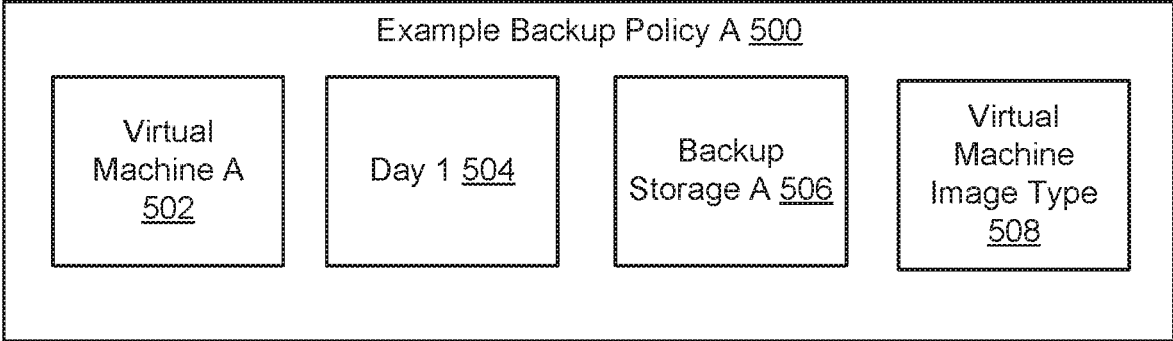 Example Backup Policy A 500
Virtual
Machine A
502
Day 1 504
Backup
Storage A 506
Virtual
Machine
Image Type
508